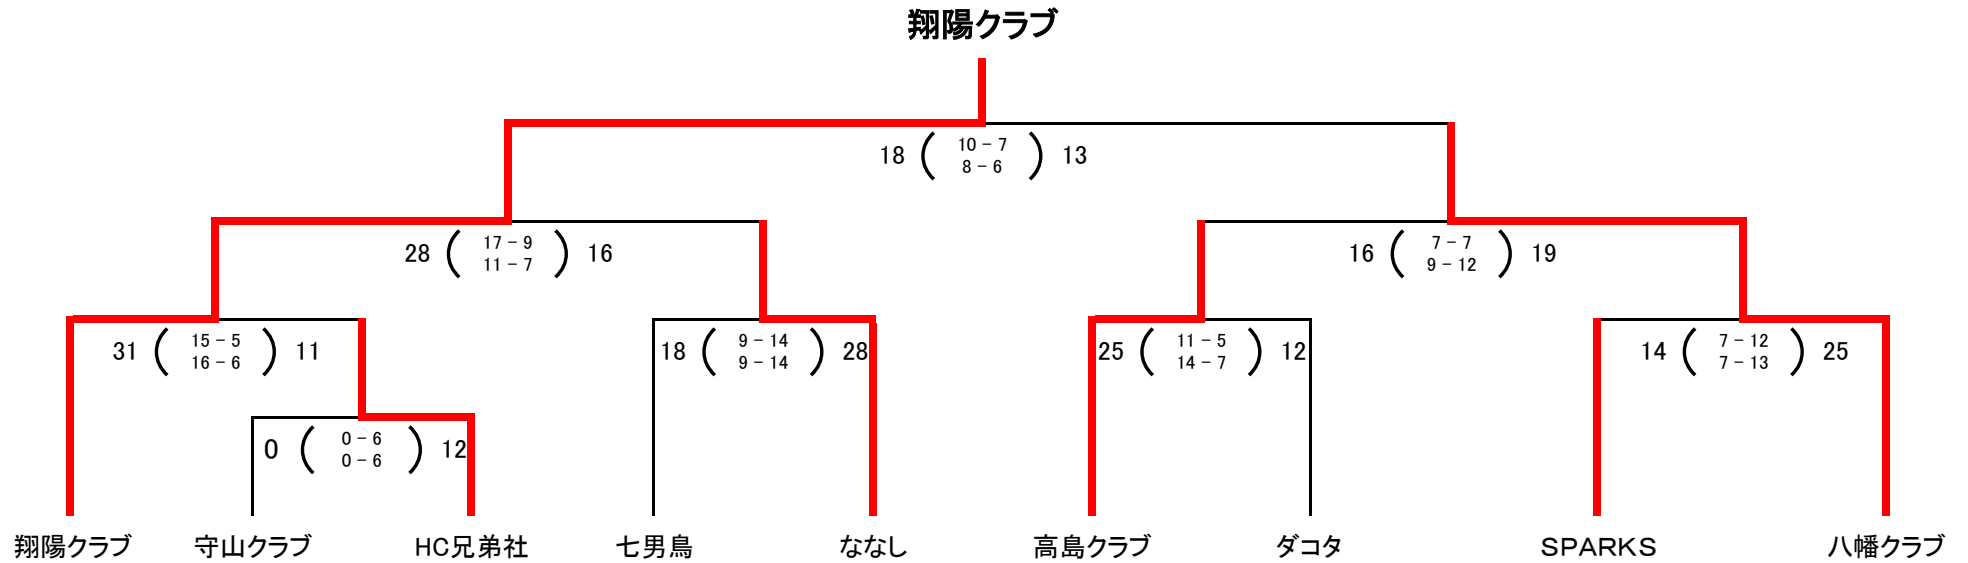 翔陽クラブ
18 ( 10 - 7 8 - 6 ) 13
28 ( 17 - 9 11 - 7 ) 16
16 ( 7 - 7 9 - 12 ) 19
31 ( 15 - 5 16 - 6 ) 11
18 ( 9 - 14 9 - 14 ) 28
25 ( 11 - 5 14 - 7 ) 12
14 ( 7 - 12 7 - 13 ) 25
0 ( 0 - 6 0 - 6 ) 12
翔陽クラブ 守山クラブ HC兄弟社 七男鳥 ななし 高島クラブ ダコタ SPARKS 八幡クラブ